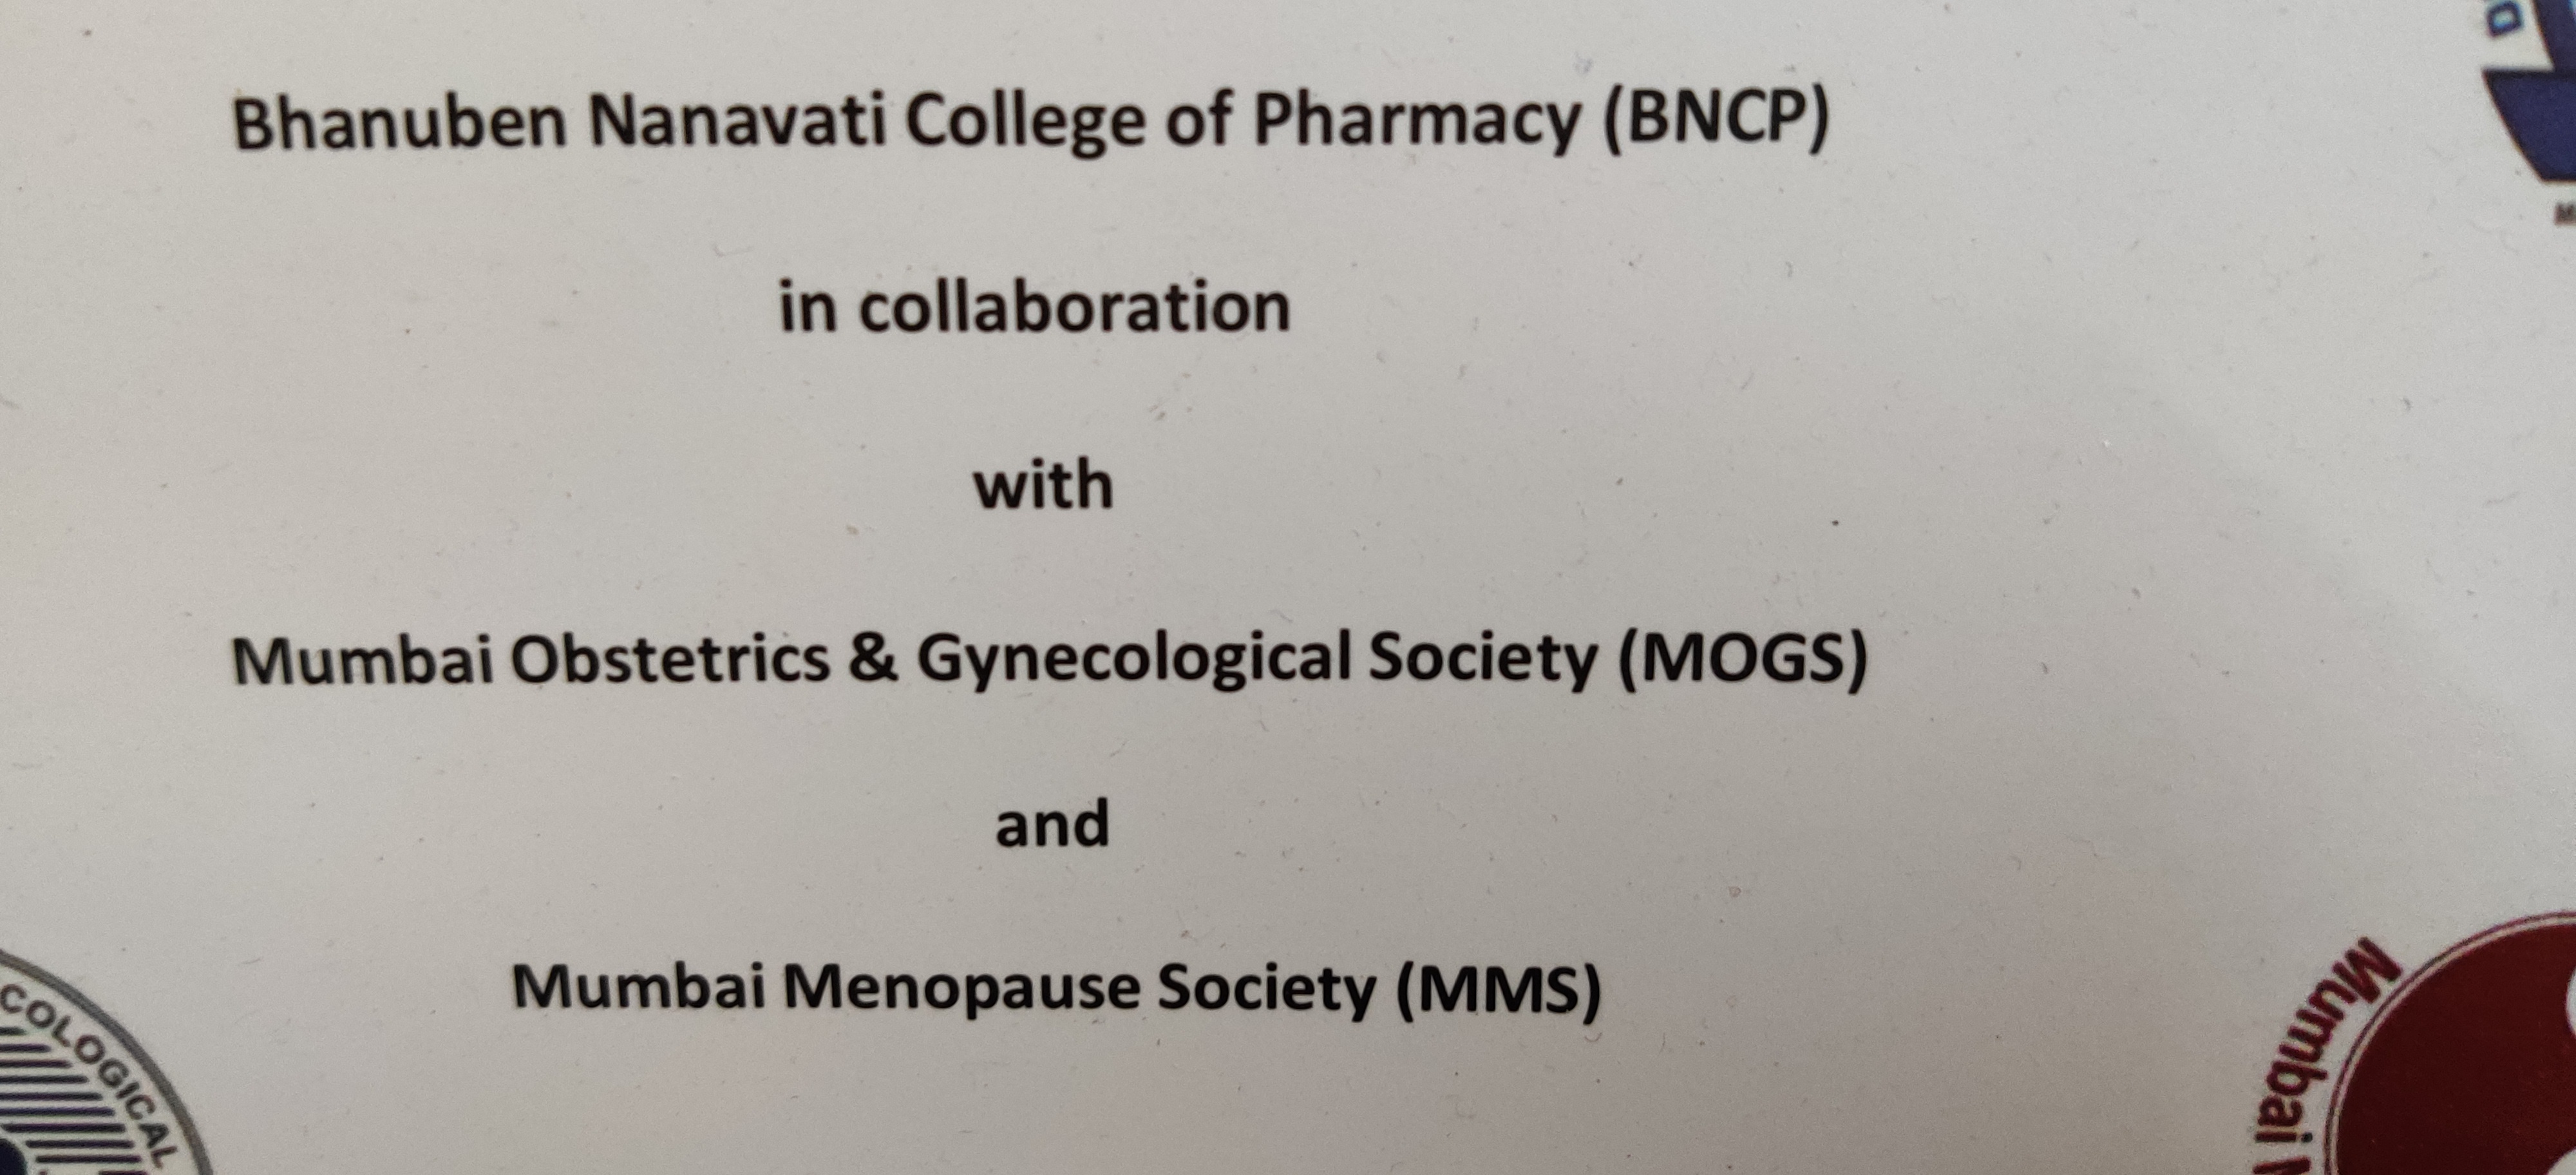 Bhanuben Nanavati College of Pharmacy (BNCP)
in collaboration
with
Mumbai Obstetrics & Gynecological Society (MOGS)
and
Mumbai Menopause Society (MMS)
COLOGICAL
Mumbai